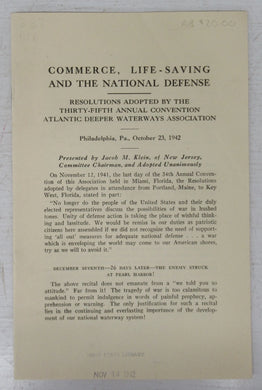 RA $20.00
COMMERCE, LIFE-SAVING
AND THE NATIONAL DEFENSE
RESOLUTIONS ADOPTED BY THE
THIRTY-FIFTH ANNUAL CONVENTION
ATLANTIC DEEPER WATERWAYS ASSOCIATION
Philadelphia, Pa., October 23, 1942
Presented by Jacob M. Klein, of New Jersey,
Committee Chairman, and Adopted Unanimously
On November 12, 1941, the last day of the 34th Annual Conven-
tion of this Association held in Miami, Florida, the Resolutions
adopted by delegates in attendance from Portland, Maine, to Key
West, Florida, stated in part:
"No longer do the people of the United States and their duly
elected representatives discuss the possibilities of war in hushed
tones. Unity of defense action is taking the place of wishful think-
ing and lassitude. We would be remiss in our duties as patriotic
citizens here assembled if we did not recognize the need of support-
ing 'all out' measures for adequate national defense . . . a war
which is enveloping the world may come to our American shores,
try as we will to avoid it."
DECEMBER SEVENTH—26 DAYS LATER—THE ENEMY STRUCK
AT PEARL HARBOR!
The above recital does not emanate from a "we told you so
attitude." Far from it! The tragedy of war is too calamitous to
mankind to permit indulgence in words of painful prophecy, appre-
hension or warning. The only justification for such a recital
lies in the continuing and everlasting importance of the develop-
ment of our national waterway system!
LIBRARY
NOV 1942